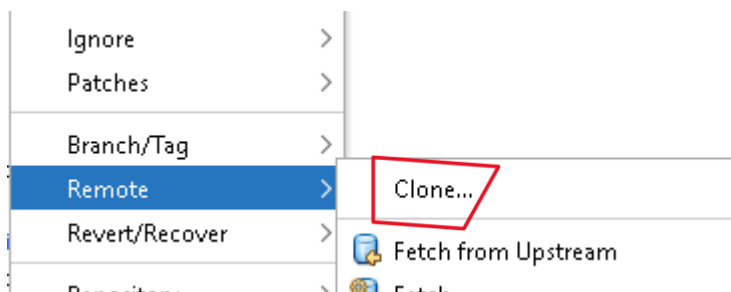 Ignore
Patches
Branch/Tag
Remote
Clone...
Revert/Recover
Fetch from Upstream